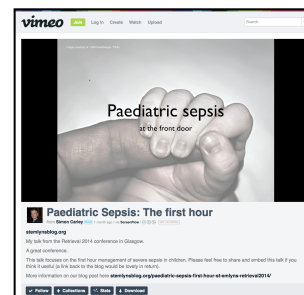 vimeo Join Log In Create Watch Upload Search
Paediatric sepsis
at the front door
Paediatric Sepsis: The first hour
from Simon Carley
stemlynsblog.org
My talk from the Retrieval 2014 conference in Glasgow.
A great conference.
This talk focuses on the first hour management of severe sepsis in children. Please feel free to share and embed this talk if you
think it useful (a link back to the blog would be lovely in return).
More information on our blog post here stemlynsblog.org/paediatric-sepsis-first-hour-st-emlyns-retrieval2014/
Follow + Collections Stats Download